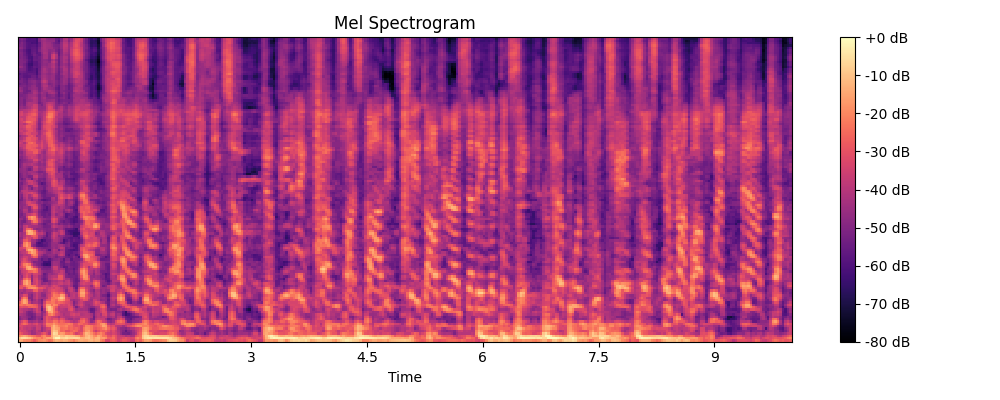 Mel Spectrogram
+0 dB
-10 dB
-20 dB
-30 dB
-40 dB
-50 dB
-60 dB
-70 dB
-80 dB
0 1.5 3 4.5 6 7.5 9
Time